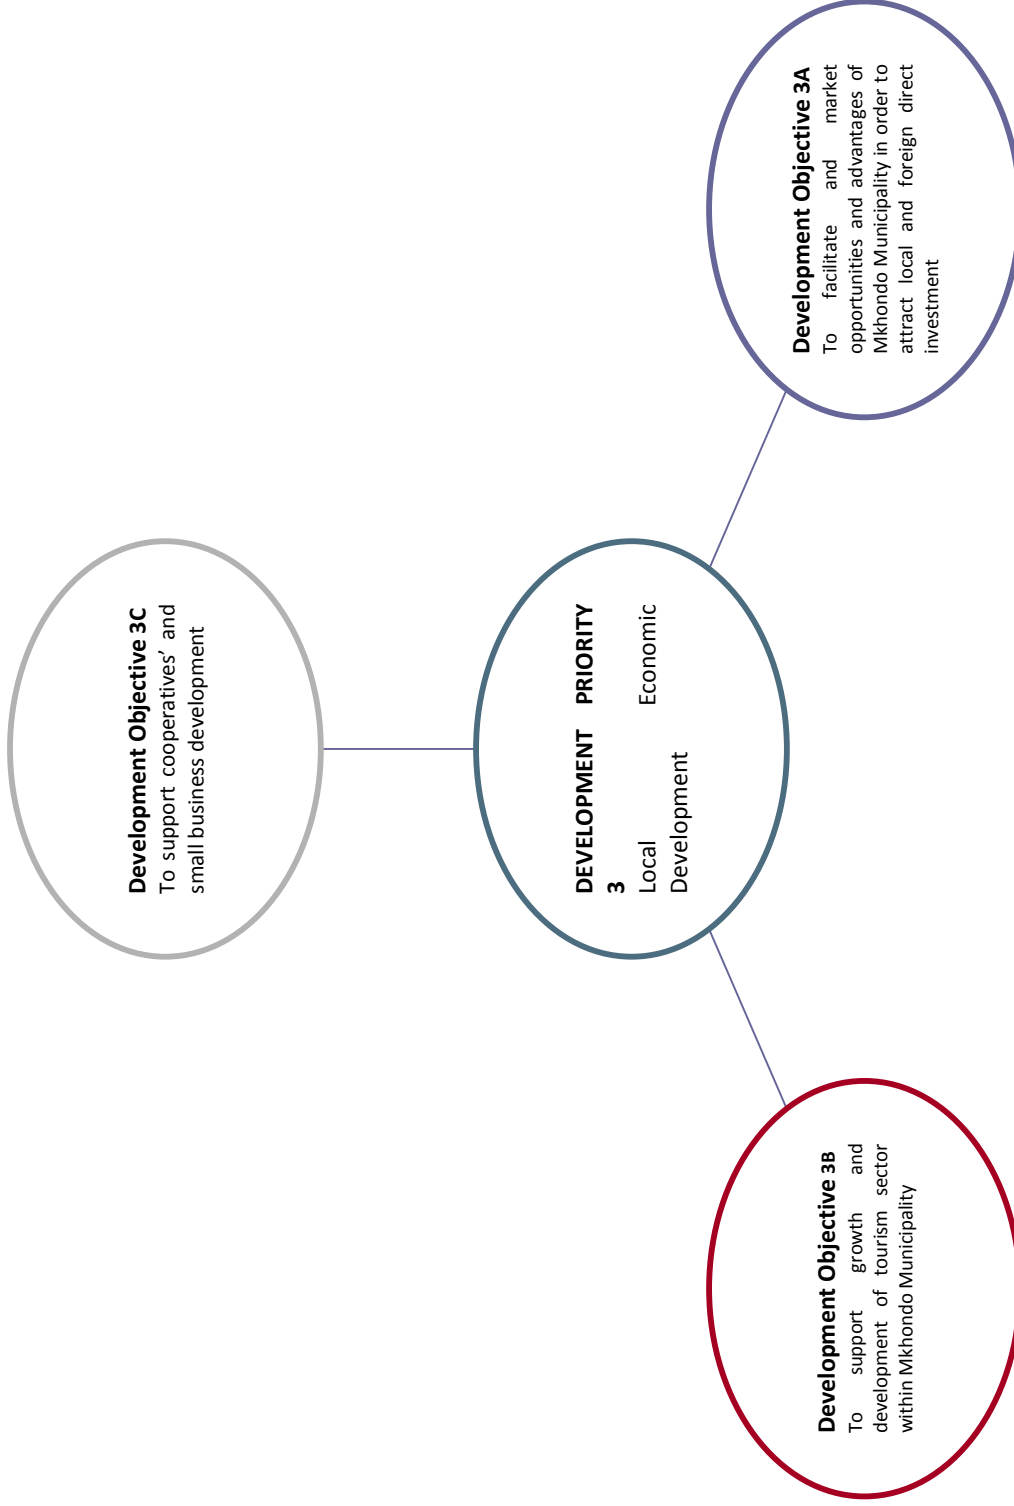 Development Objective 3C
To support cooperatives’ and
small business development
DEVELOPMENT PRIORITY
3
Local Economic
Development
Development Objective 3B
To support growth and
development of tourism sector
within Mkhondo Municipality
Development Objective 3A
To facilitate and market
opportunities and advantages of
Mkhondo Municipality in order to
attract local and foreign direct
investment